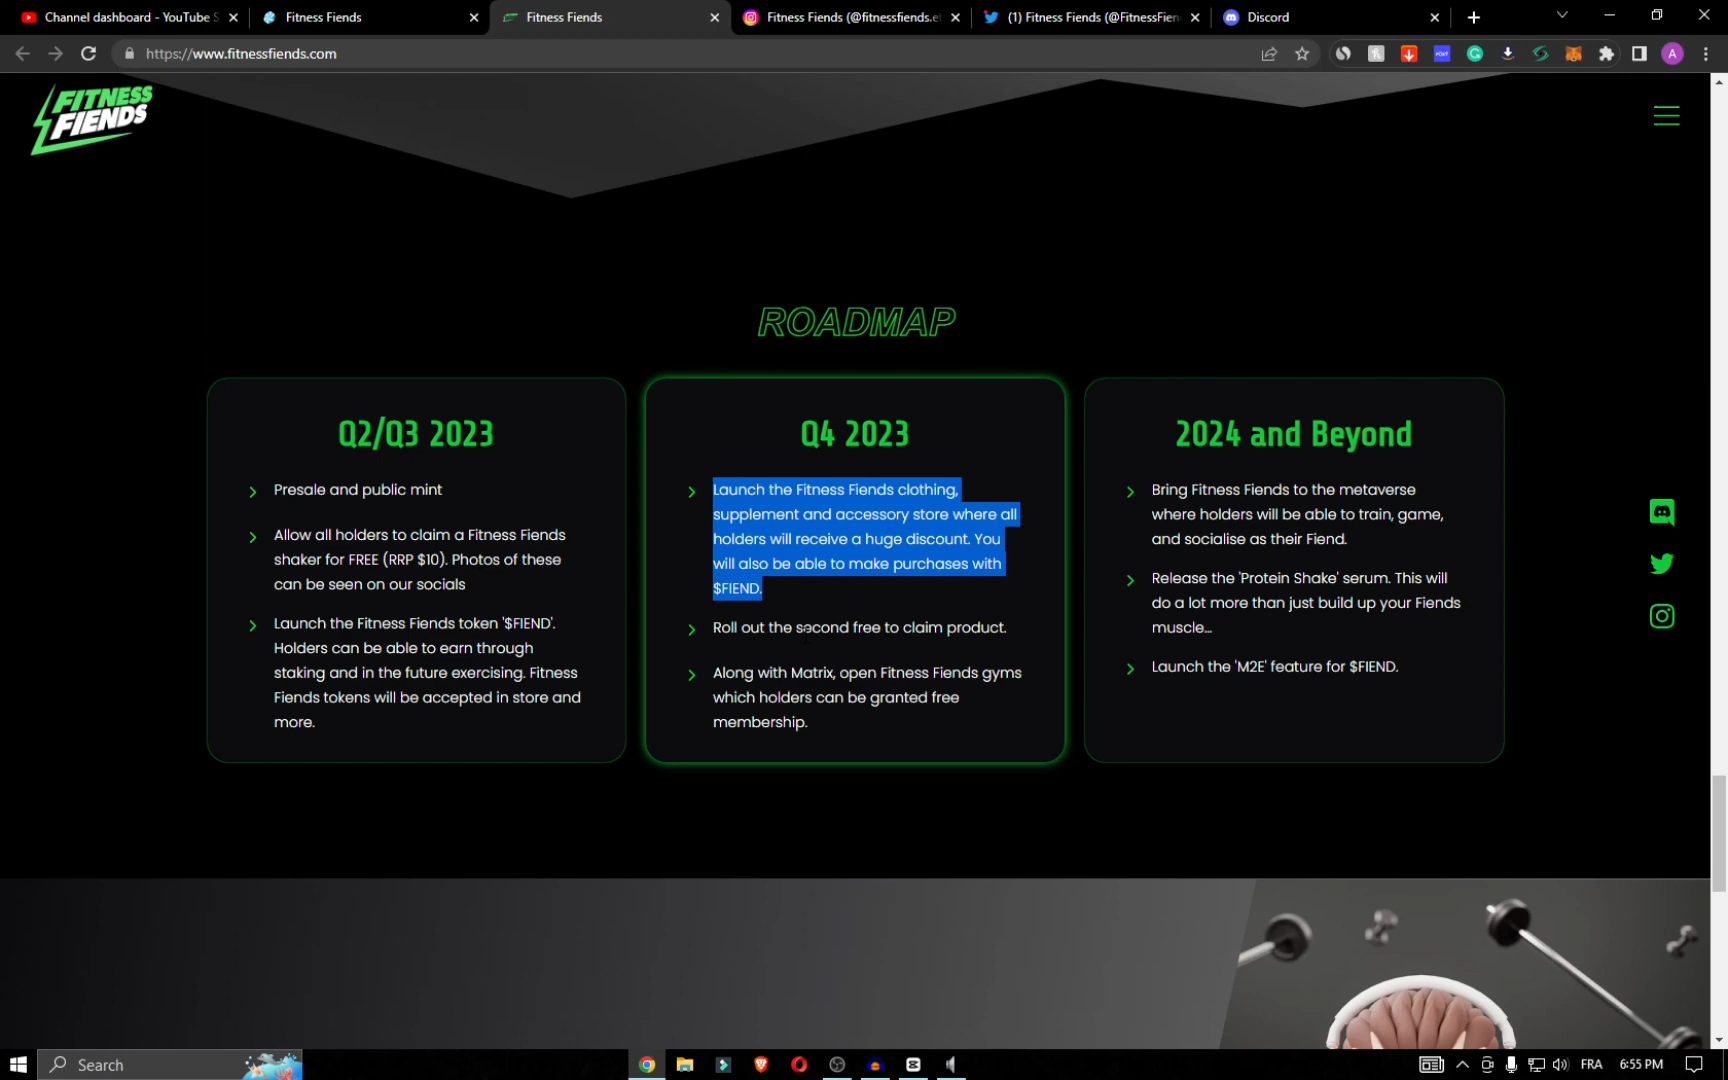 Channel dashboard - YouTube S
Fitness Fiends
Fitness Fiends
Fitness Fiends (@fitnessfiends.et
(1) Fitness Fiends (@FitnessFien
Discord
https://www.fitnessfiends.com
A
FITNESS
FIENDS
ROADMAP
Q2/Q3 2023
Presale and public mint
Allow all holders to claim a Fitness Fiends
shaker for FREE (RRP $10). Photos of these
can be seen on our socials
Launch the Fitness Fiends token '$FIEND'.
Holders can be able to earn through
staking and in the future exercising. Fitness
Fiends tokens will be accepted in store and
more.
Q4 2023
Launch the Fitness Fiends clothing,
supplement and accessory store where all
holders will receive a huge discount. You
will also be able to make purchases with
$FIEND.
Roll out the second free to claim product.
Along with Matrix, open Fitness Fiends gyms
which holders can be granted free
membership.
2024 and Beyond
Bring Fitness Fiends to the metaverse
where holders will be able to train, game,
and socialise as their Fiend.
Release the 'Protein Shake' serum. This will
do a lot more than just build up your Fiends
muscle...
Launch the 'M2E' feature for $FIEND.
Search
FRA
6:55 PM